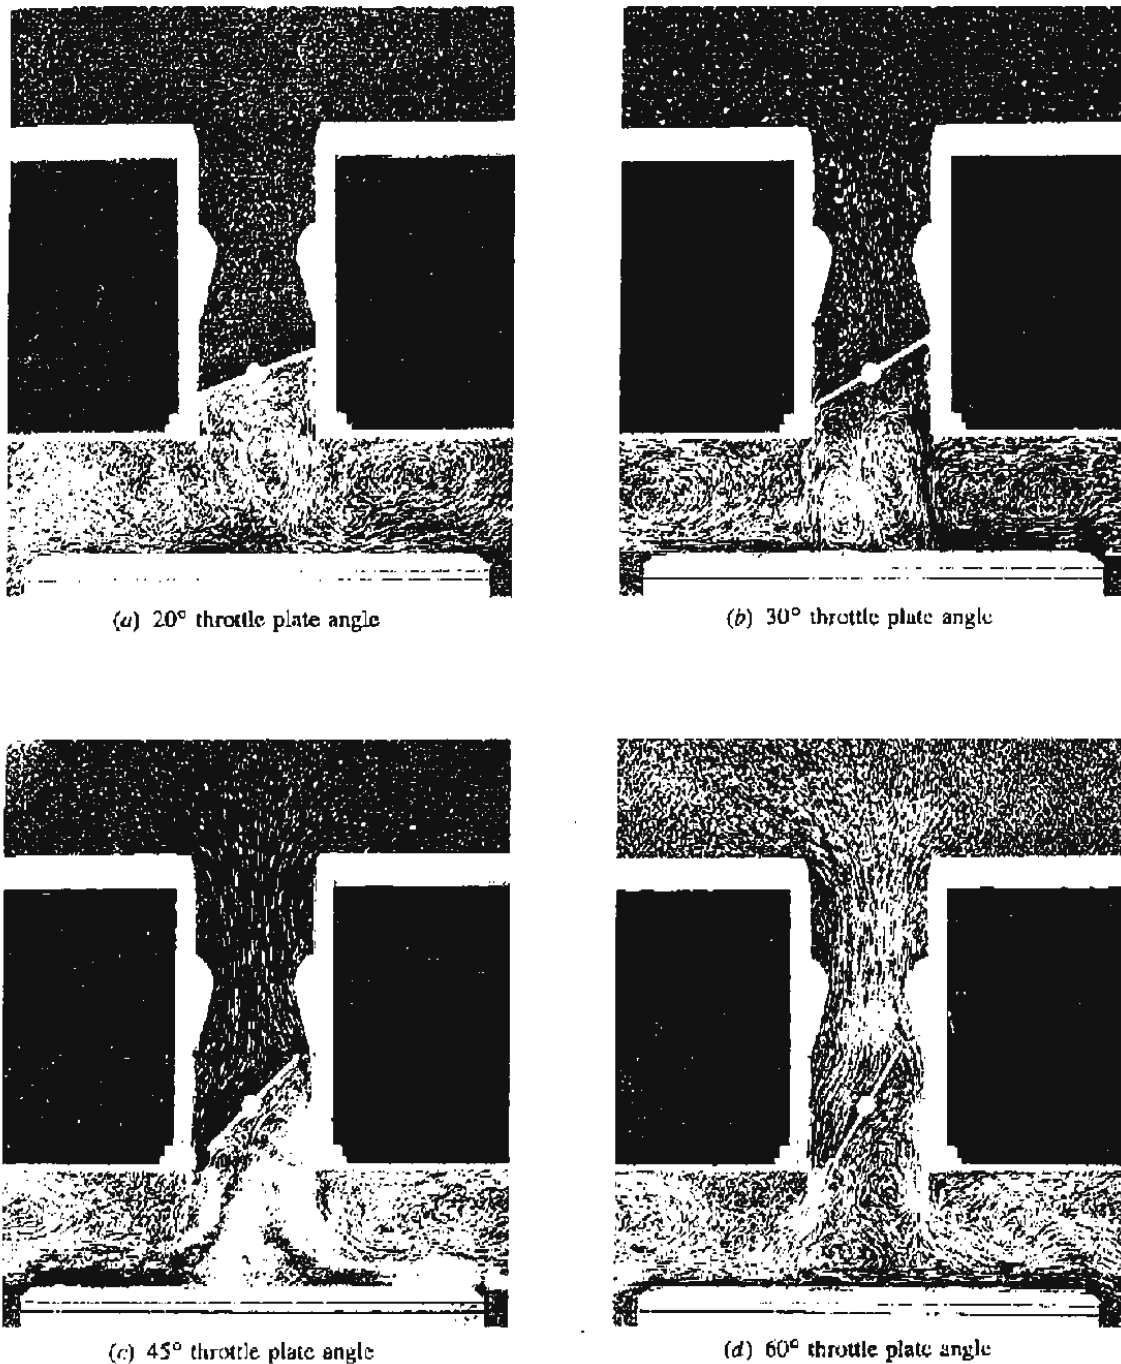 (a) 20° throttle plate angle
(b) 30° throttle plate angle
(c) 45° throttle plate angle
(d) 60° throttle plate angle